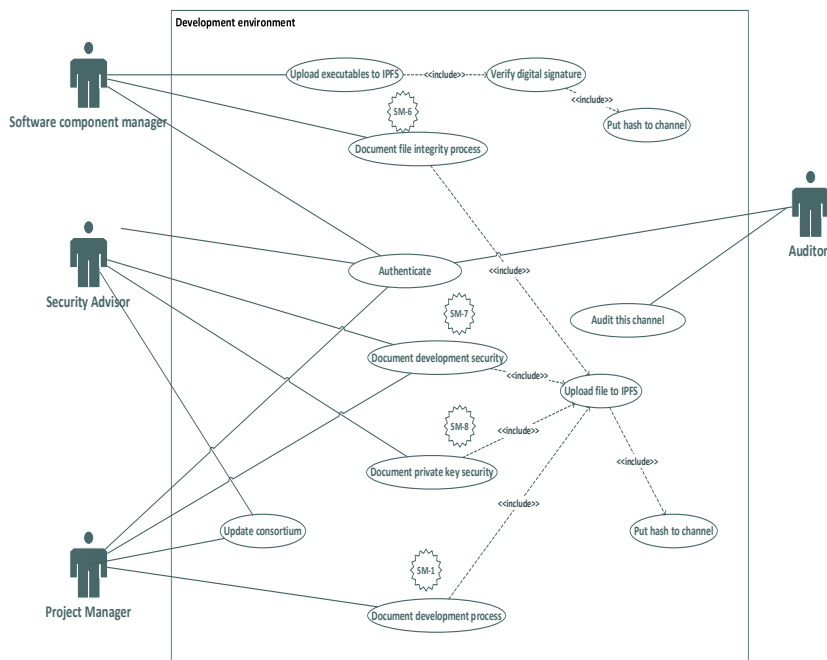 Development environment
Upload executables to IPFS
<<include>>
Verify digital signature
<<include>>
Put hash to channel
SM-6
Software component manager
Document file integrity process
Auditor
<<include>>
Authenticate
Security Advisor
SM-7
Audit this channel
Document development security
<<include>>
Upload file to IPFS
SM-8
<<include>>
<<include>>
Document private key security
<<include>>
Update consortium
Put hash to channel
SM-1
Project Manager
Document development process